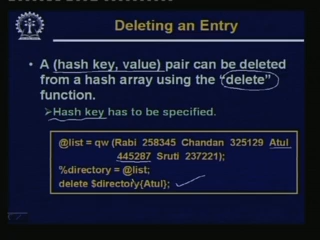 Deleting an Entry
• A (hash key, value) pair can be deleted
from a hash array using the “delete”
function.
➢Hash key has to be specified.
@list = qw (Rabi 258345 Chandan 325129 Atul
445287 Sruti 237221);
%directory = @list;
delete $directory{Atul};